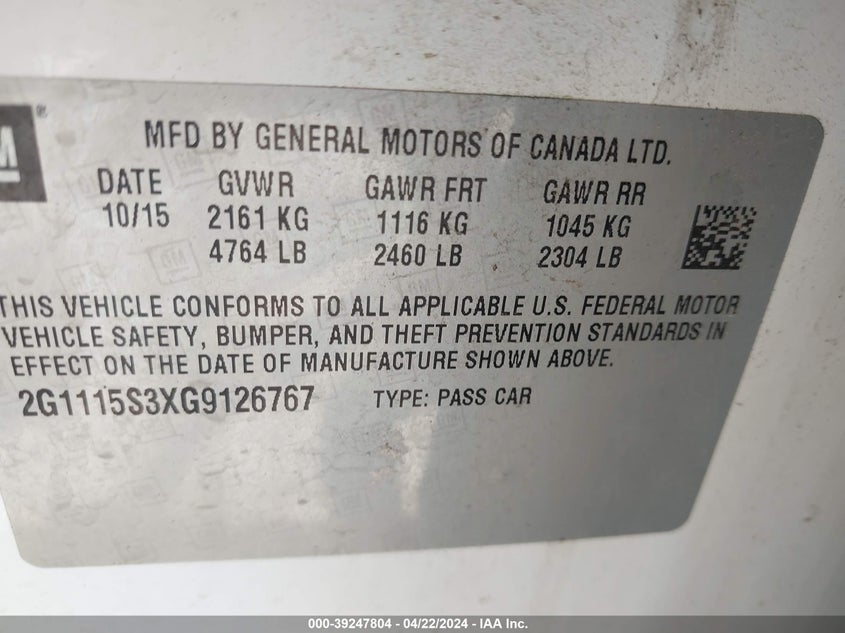 M ®
MFD BY GENERAL MOTORS OF CANADA LTD.
DATE GVWR GAWR FRT GAWR RR
10/15 2161 KG 1116 KG 1045 KG
4764 LB 2460 LB 2304 LB
THIS VEHICLE CONFORMS TO ALL APPLICABLE U.S. FEDERAL MOTOR
VEHICLE SAFETY, BUMPER, AND THEFT PREVENTION STANDARDS IN
EFFECT ON THE DATE OF MANUFACTURE SHOWN ABOVE.
2G1115S3XG9126767 TYPE: PASS CAR
000-39247804 - 04/22/2024 - IAA Inc.